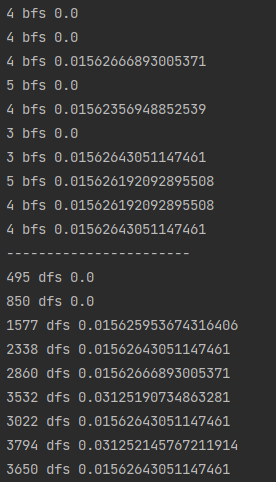 4 bfs 0.0
4 bfs 0.0
4 bfs 0.01562666893005371
5 bfs 0.0
4 bfs 0.01562356948852539
3 bfs 0.0
3 bfs 0.01562643051147461
5 bfs 0.015626192092895508
4 bfs 0.015626192092895508
4 bfs 0.01562643051147461
-----------------------
495 dfs 0.0
850 dfs 0.0
1577 dfs 0.015625953674316406
2338 dfs 0.01562643051147461
2860 dfs 0.01562666893005371
3532 dfs 0.03125190734863281
3022 dfs 0.01562643051147461
3794 dfs 0.031252145767211914
3650 dfs 0.01562643051147461